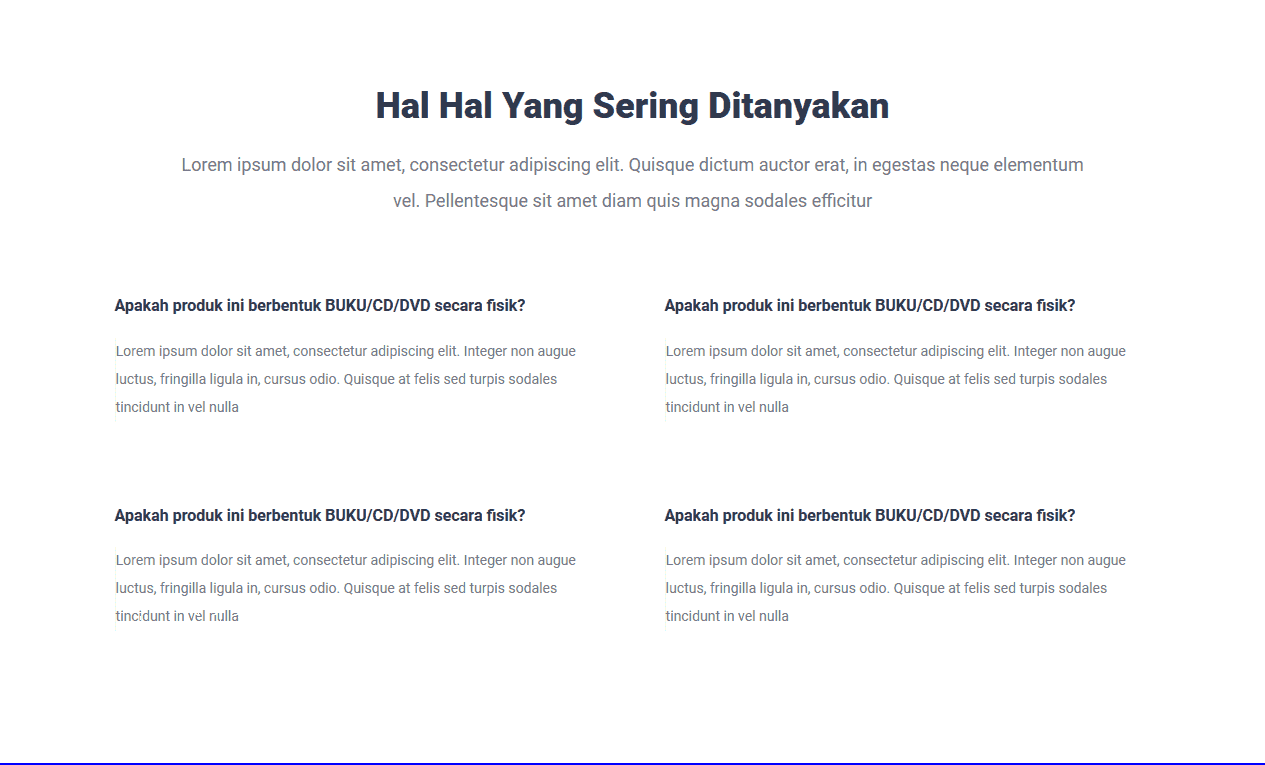 Hal Hal Yang Sering Ditanyakan
Lorem ipsum dolor sit amet, consectetur adipiscing elit. Quisque dictum auctor erat, in egestas neque elementum
vel. Pellentesque sit amet diam quis magna sodales efficitur
Apakah produk ini berbentuk BUKU/CD/DVD secara fisik?
Lorem ipsum dolor sit amet, consectetur adipiscing elit. Integer non augue
luctus, fringilla ligula in, cursus odio. Quisque at felis sed turpis sodales
tincidunt in vel nulla
Apakah produk ini berbentuk BUKU/CD/DVD secara fisik?
Lorem ipsum dolor sit amet, consectetur adipiscing elit. Integer non augue
luctus, fringilla ligula in, cursus odio. Quisque at felis sed turpis sodales
tincidunt in vel nulla
Apakah produk ini berbentuk BUKU/CD/DVD secara fisik?
Lorem ipsum dolor sit amet, consectetur adipiscing elit. Integer non augue
luctus, fringilla ligula in, cursus odio. Quisque at felis sed turpis sodales
tincidunt in vel nulla
Apakah produk ini berbentuk BUKU/CD/DVD secara fisik?
Lorem ipsum dolor sit amet, consectetur adipiscing elit. Integer non augue
luctus, fringilla ligula in, cursus odio. Quisque at felis sed turpis sodales
tincidunt in vel nulla